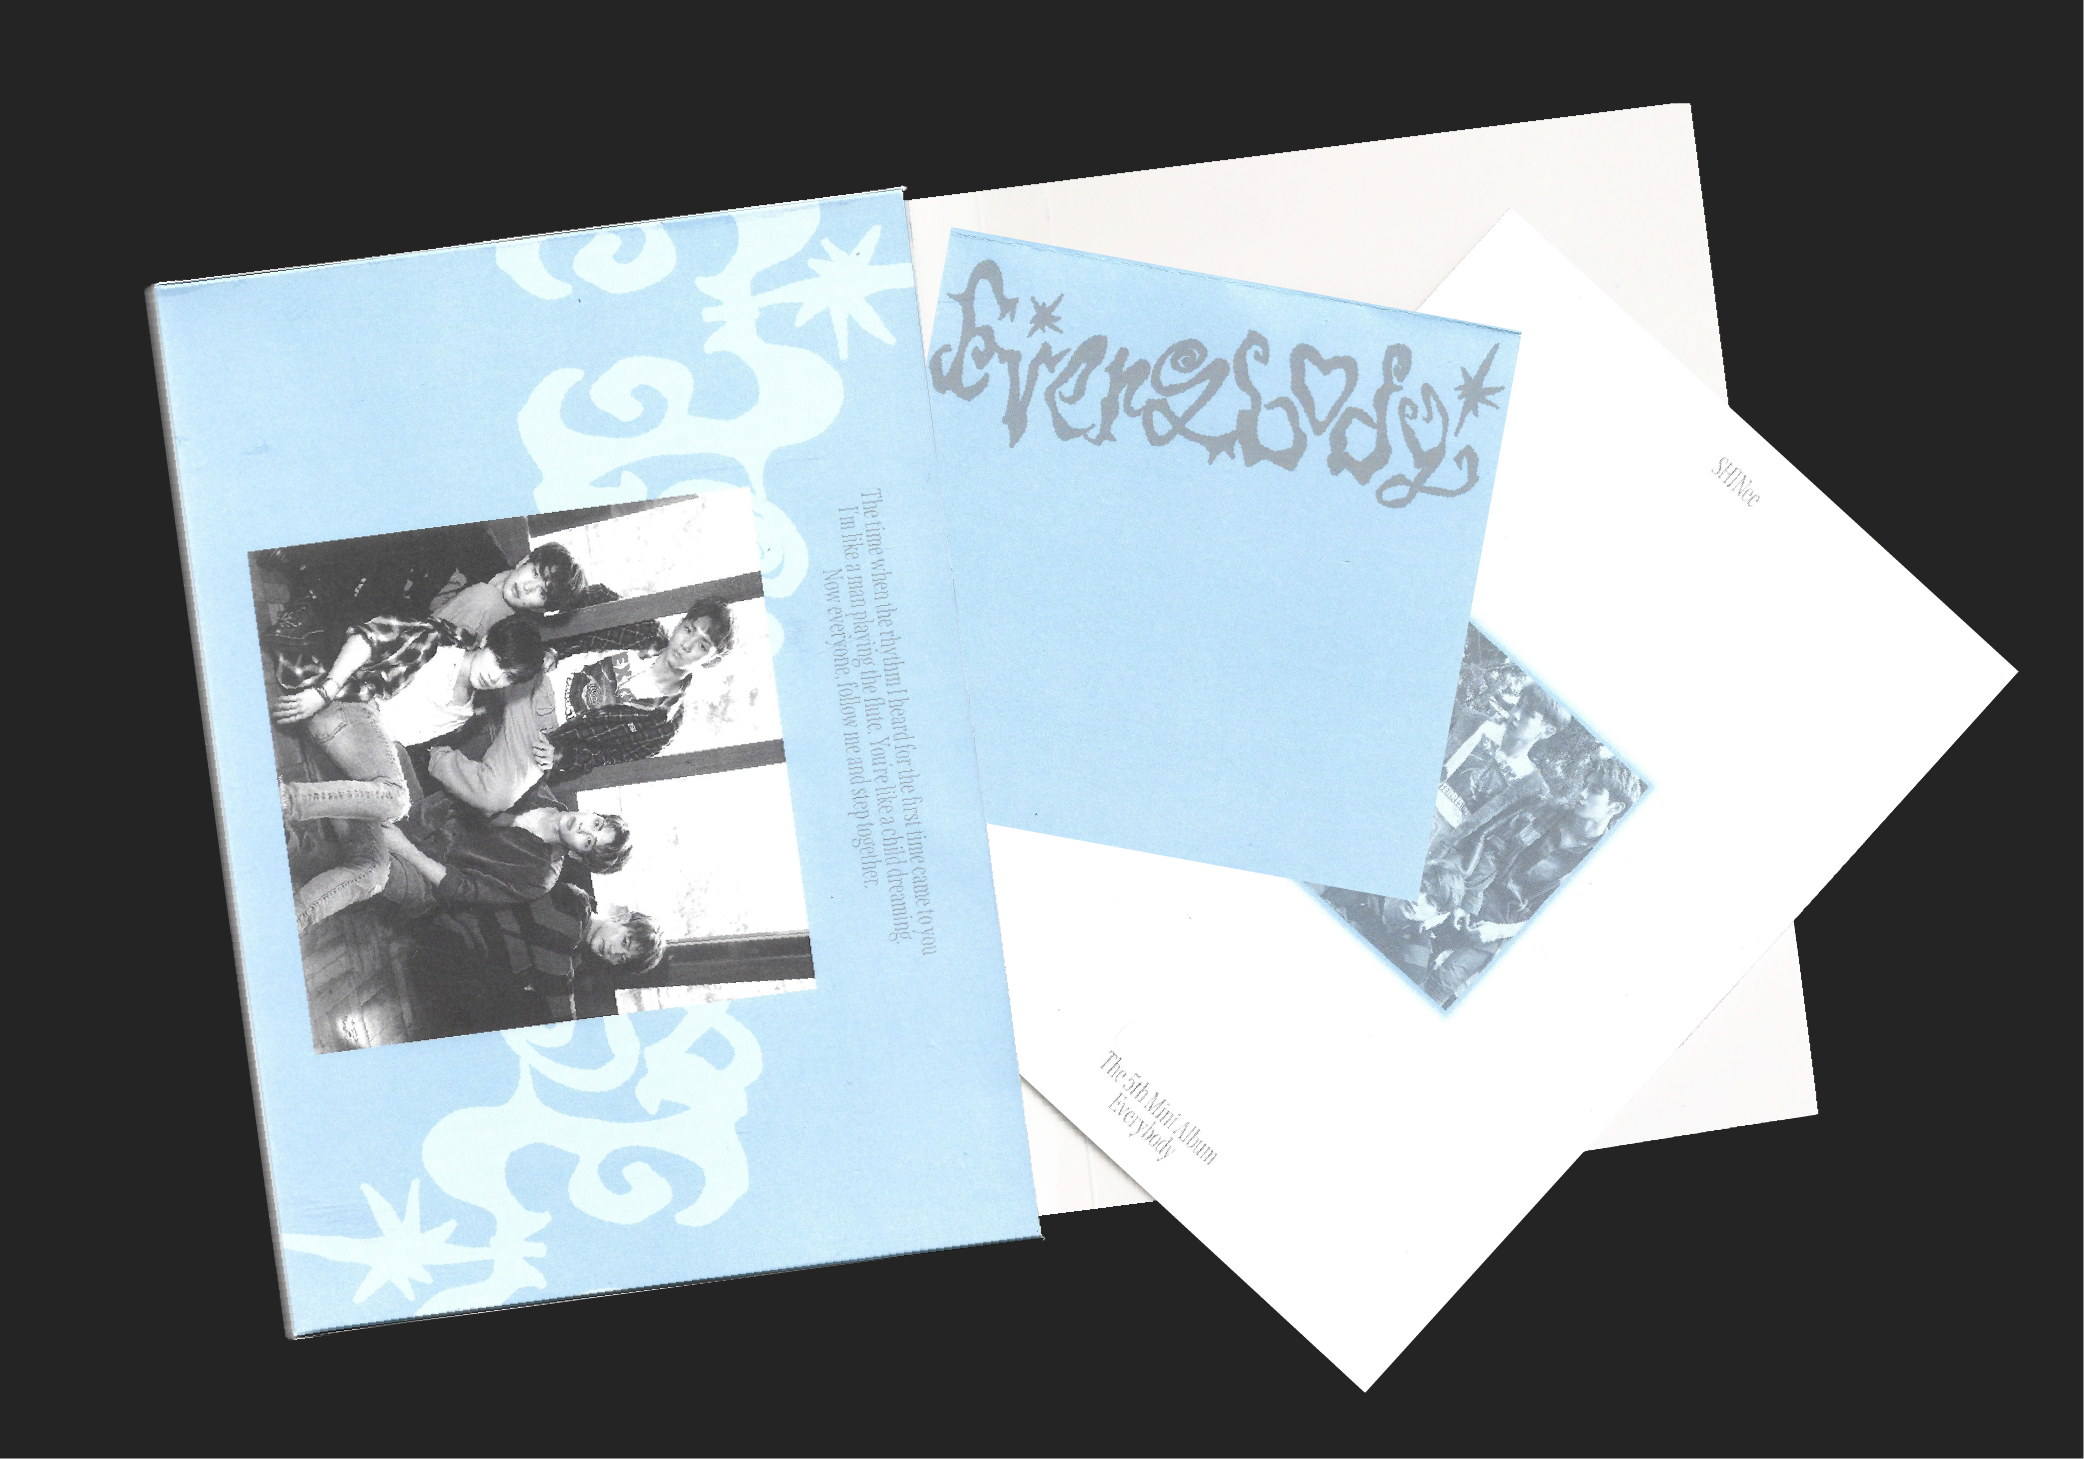 The time when the rhythm I heard for the first time came to you
I'm like a man playing the flute. You're like a child dreaming.
Now everyone, follow me and step together.
Everybody
SHINee
The 5th Mini Album
Everybody